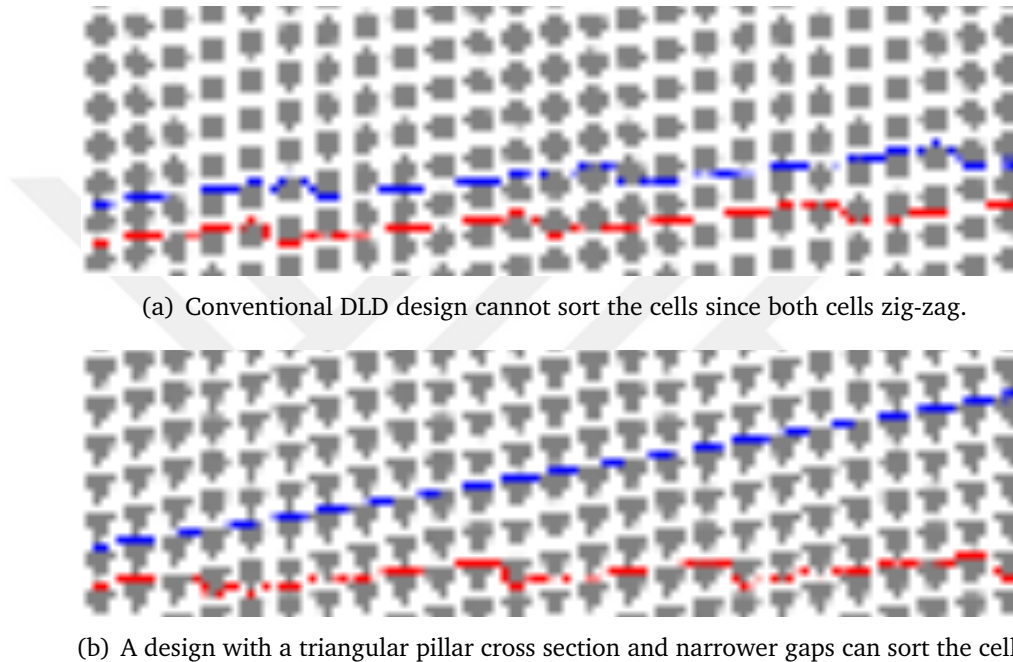 (a) Conventional DLD design cannot sort the cells since both cells zig-zag.
(b) A design with a triangular pillar cross section and narrower gaps can sort the cell